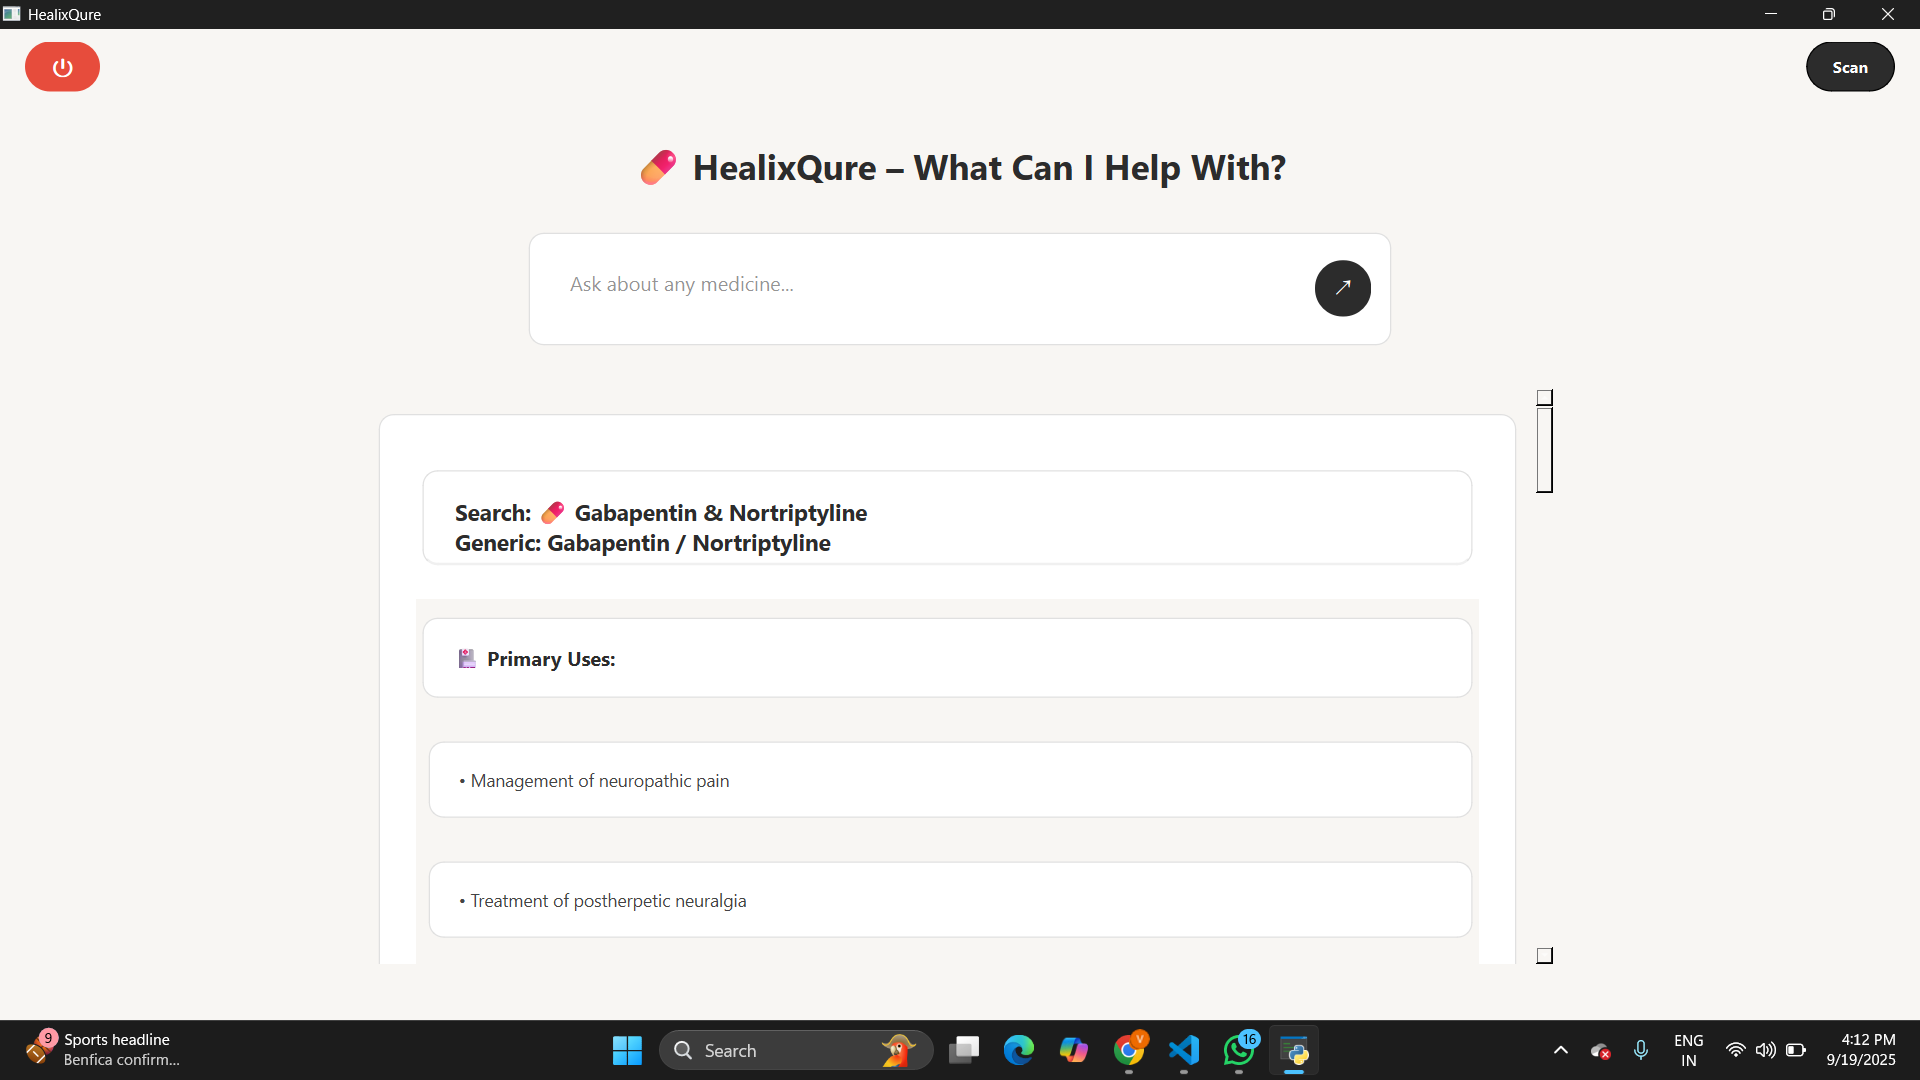 HealixQure
Scan
HealixQure – What Can I Help With?
Ask about any medicine...
Search: Gabapentin & Nortriptyline
Generic: Gabapentin / Nortriptyline
Primary Uses:
• Management of neuropathic pain
• Treatment of postherpetic neuralgia
9
Sports headline
Benfica confirm...
Search
V
16
ENG
IN
4:12 PM
9/19/2025